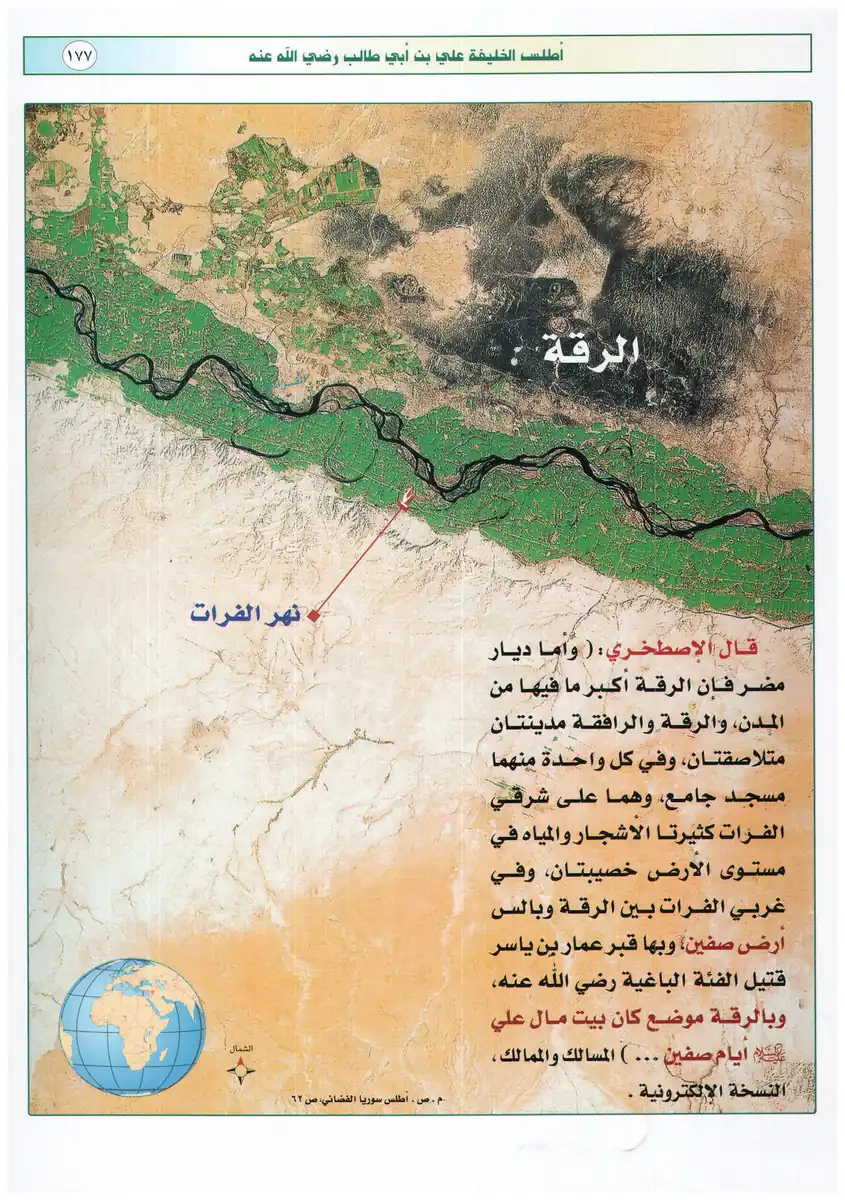 أطلس الخليفة علي بن أبي طالب رضي الله عنه
١٧٧
الرقة
نهر الفرات
قال الإصطخري: ( وأما ديار
مضر فإن الرقة أكبر ما فيها من
المدن، والرقة والرافقة مدينتان
متلاصقتان، وفي كل واحدة منهما
مسجد جامع، وهما على شرقي
الفرات كثيرتا الأشجار والمياه في
مستوى الأرض خصيبتان، وفي
غربي الفرات بين الرقة وبالس
أرض صفين، وبها قبر عمار بن ياسر
قتيل الفئة الباغية رضي الله عنه،
وبالرقة موضع كان بيت مال علي
عليه السلام أيام صفين ... ) المسالك والممالك،
النسخة الإلكترونية .
الشمال
م . ص . أطلس سوريا الفضائي، ص ٦٢